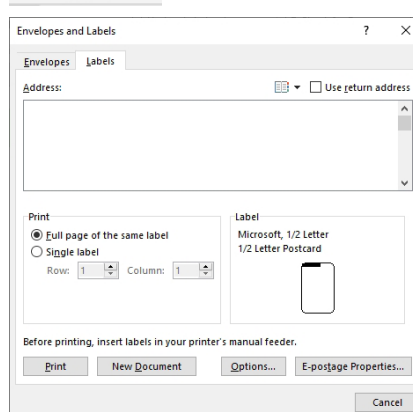 Envelopes and Labels ? ×
Envelopes Labels
Address: Use return address
Print
Full page of the same label
Single label
Row: 1 Column: 1
Label
Microsoft, 1/2 Letter
1/2 Letter Postcard
Before printing, insert labels in your printer's manual feeder.
Print New Document Options... E-postage Properties...
Cancel